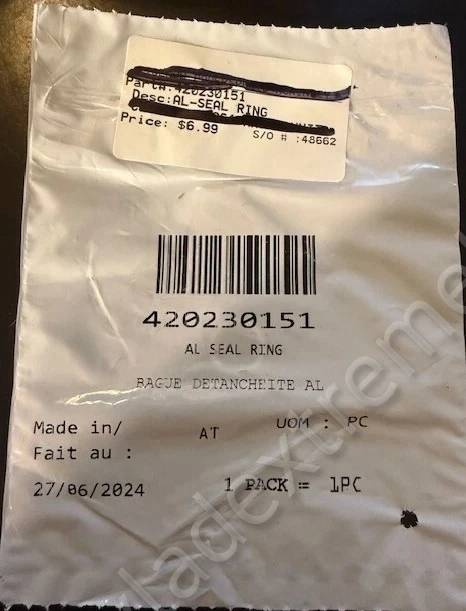 Part#:420230151
Desc:AL-SEAL RING
Price: $6.99
S/O # :48662
420230151
AL SEAL RING
BAGUE DETANCHEITE AL
Made in/
Fait au :
AT
UOM : PC
27/06/2024
1 PACK = 1PC
ladextreme